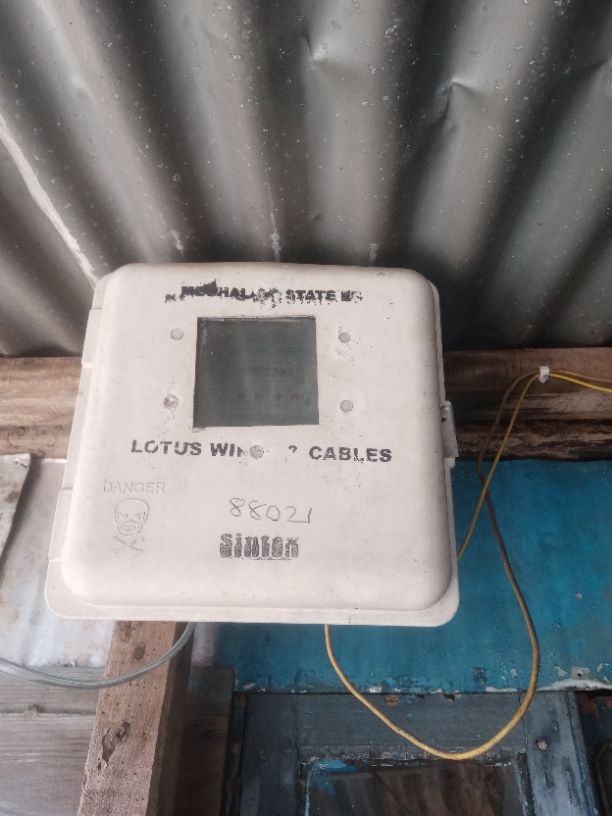 STATE
LOTUS CABLES
DANGER
88021
Sintex